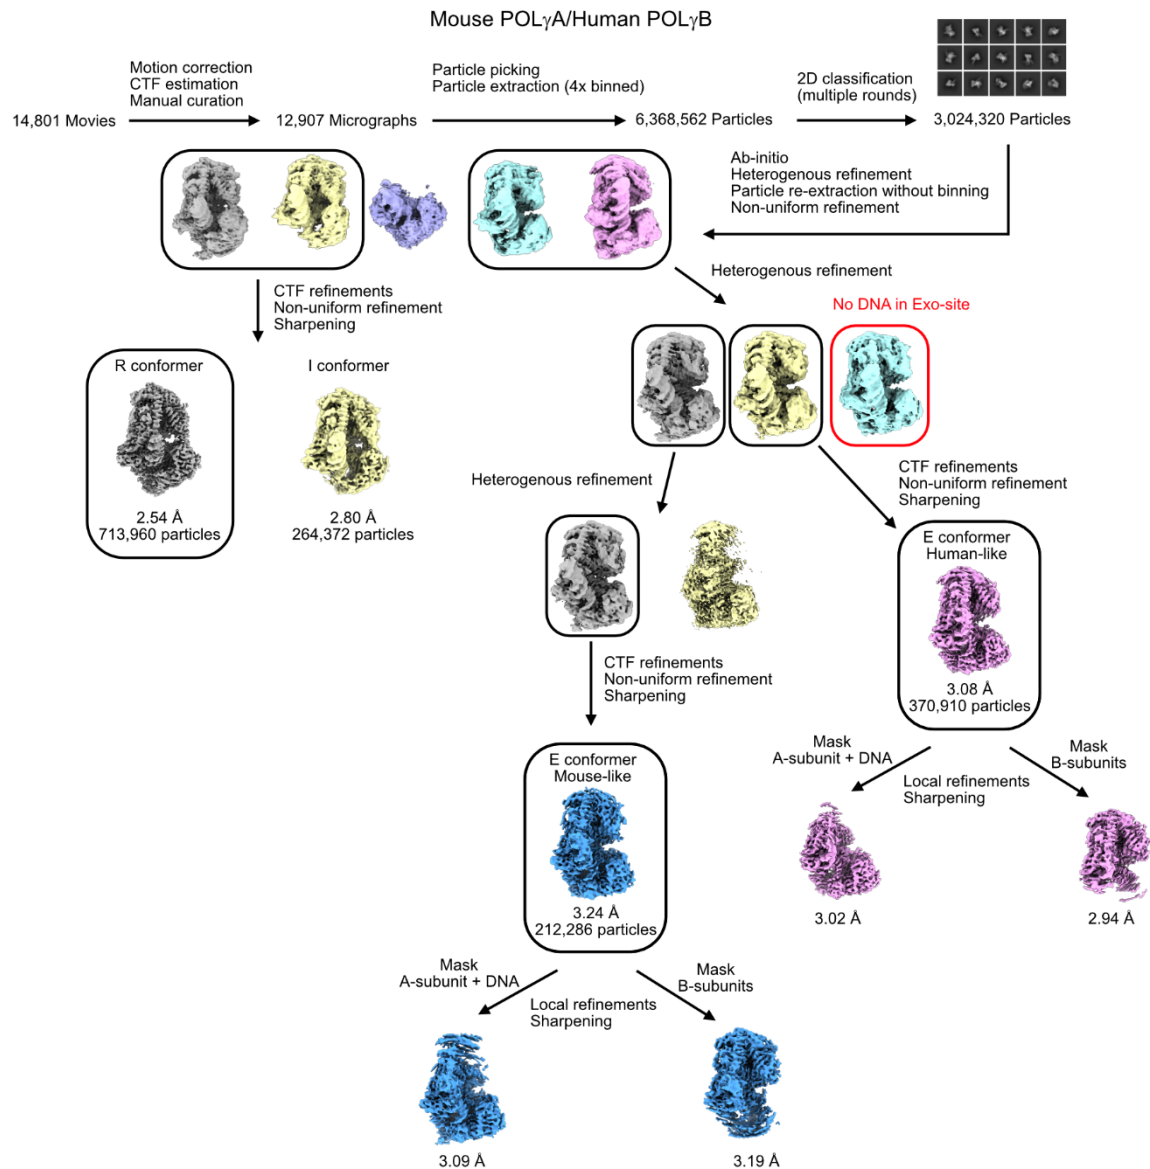 Mouse POLγA/Human POLγB
Motion correction
CTF estimation
Manual curation
Particle picking
Particle extraction (4x binned)
2D classification
(multiple rounds)
14,801 Movies
12,907 Micrographs
6,368,562 Particles
3,024,320 Particles
Ab-initio
Heterogenous refinement
Particle re-extraction without binning
Non-uniform refinement
Heterogenous refinement
CTF refinements
Non-uniform refinement
Sharpening
No DNA in Exo-site
R conformer
I conformer
2.54 Å
713,960 particles
2.80 Å
264,372 particles
Heterogenous refinement
CTF refinements
Non-uniform refinement
Sharpening
E conformer
Human-like
3.08 Å
370,910 particles
CTF refinements
Non-uniform refinement
Sharpening
Mask
A-subunit + DNA
Mask
B-subunits
Local refinements
Sharpening
E conformer
Mouse-like
3.24 Å
212,286 particles
3.02 Å
2.94 Å
Mask
A-subunit + DNA
Mask
B-subunits
Local refinements
Sharpening
3.09 Å
3.19 Å